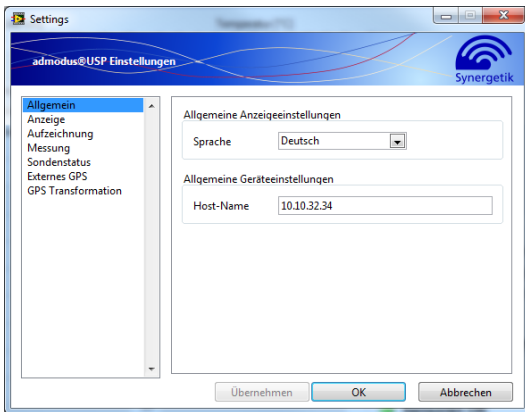 Settings
admodus®USP Einstellungen
Synergetik
Allgemein
Anzeige
Aufzeichnung
Messung
Sondenstatus
Externes GPS
GPS Transformation
Allgemeine Anzeigeeinstellungen
Sprache
Deutsch
Allgemeine Geräteeinstellungen
Host-Name
10.10.32.34
Übernehmen
OK
Abbrechen